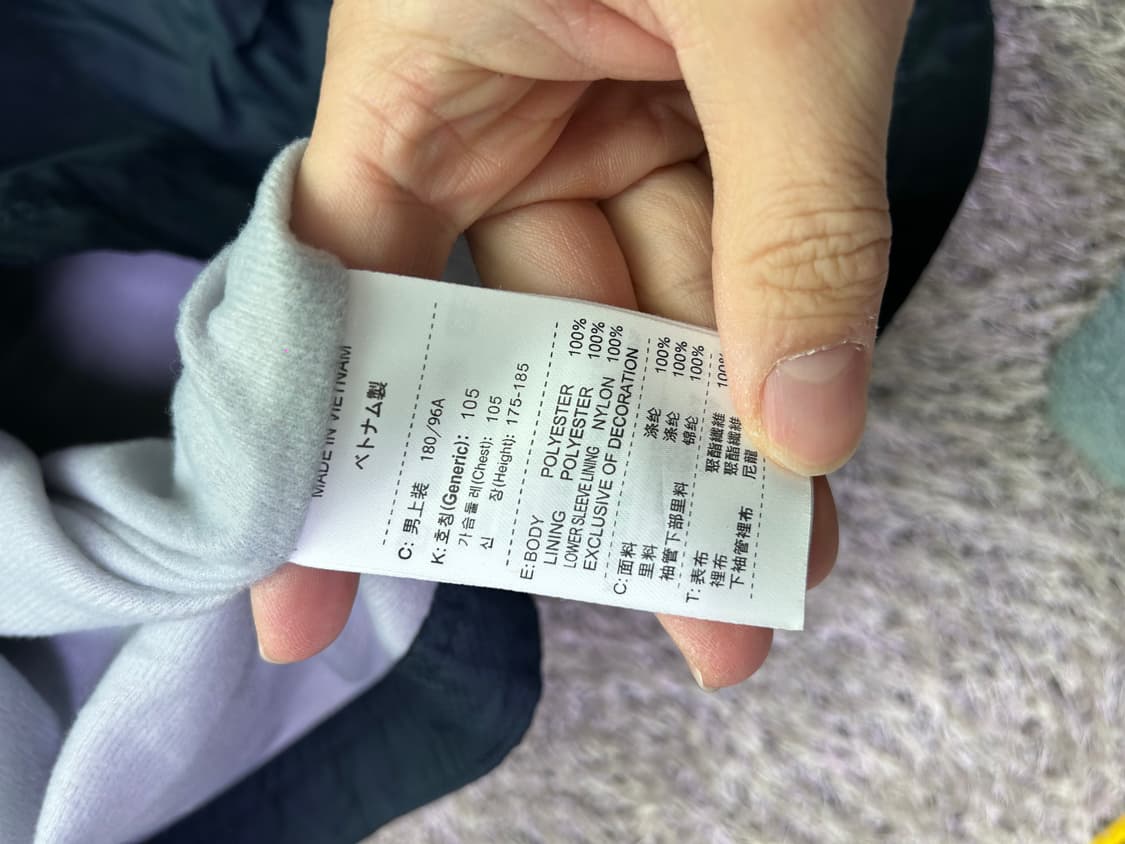 MADE IN VIETNAM
ベトナム製
C: 男上装 180/96A
K: 호칭(Generic): 105
가슴둘레(Chest): 105
신 장(Height): 175-185
E:BODY POLYESTER 100%
LINING POLYESTER 100%
LOWER SLEEVE LINING NYLON 100%
EXCLUSIVE OF DECORATION
C: 面料 涤纶 100%
里料 涤纶 100%
袖管下部里料 锦纶 100%
T: 表布 聚酯纖維 100%
裡布 聚酯纖維
下袖管裡布 尼龍